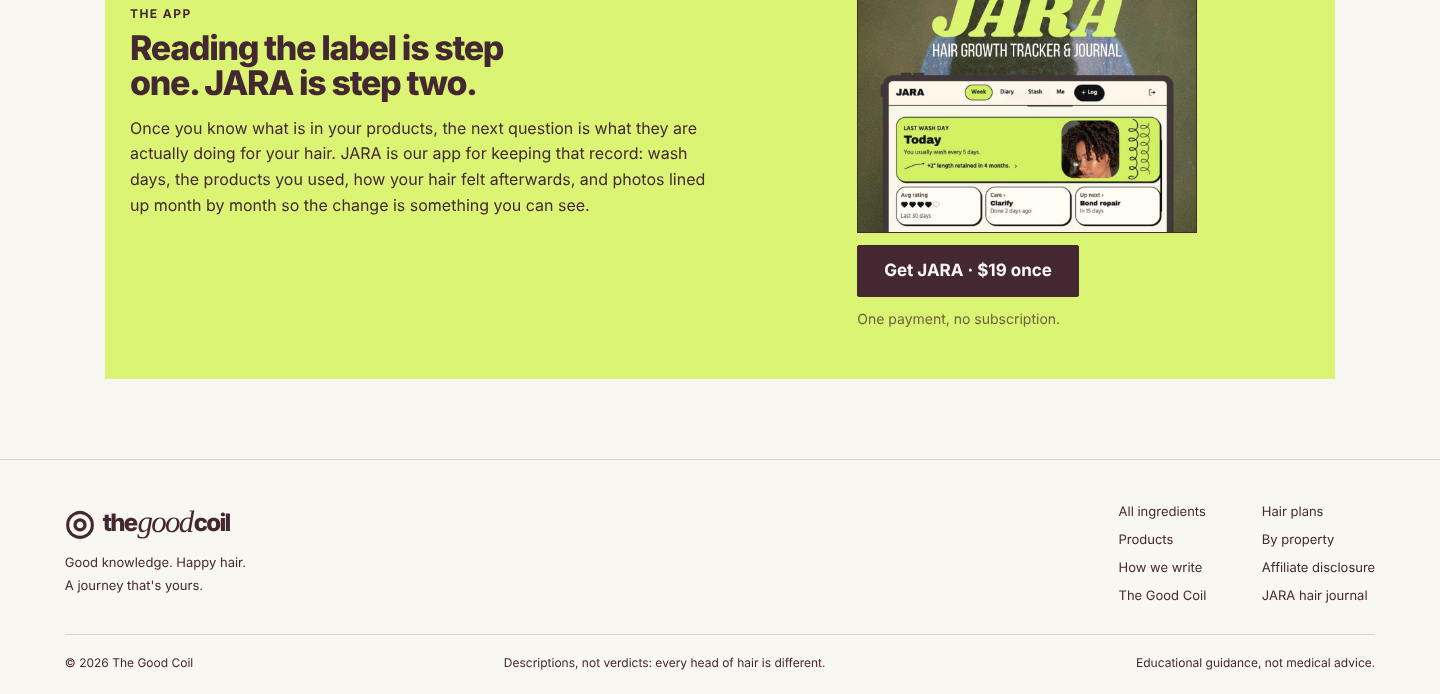 THE APP
Reading the label is step
one. JARA is step two.
Once you know what is in your products, the next question is what they are
actually doing for your hair. JARA is our app for keeping that record: wash
days, the products you used, how your hair felt afterwards, and photos lined
up month by month so the change is something you can see.
JARA
HAIR GROWTH TRACKER & JOURNAL
JARA Week Diary Stash Me + Log
LAST WASH DAY
Today
You usually wash every 5 days.
+2" length retained in 4 months. ›
Avg rating
Last 30 days
Care ›
Clarify
Done 2 days ago
Up next ›
Bond repair
In 15 days
Get JARA · $19 once
One payment, no subscription.
thegoodcoil
Good knowledge. Happy hair.
A journey that's yours.
All ingredients
Products
How we write
The Good Coil
Hair plans
By property
Affiliate disclosure
JARA hair journal
© 2026 The Good Coil
Descriptions, not verdicts: every head of hair is different.
Educational guidance, not medical advice.